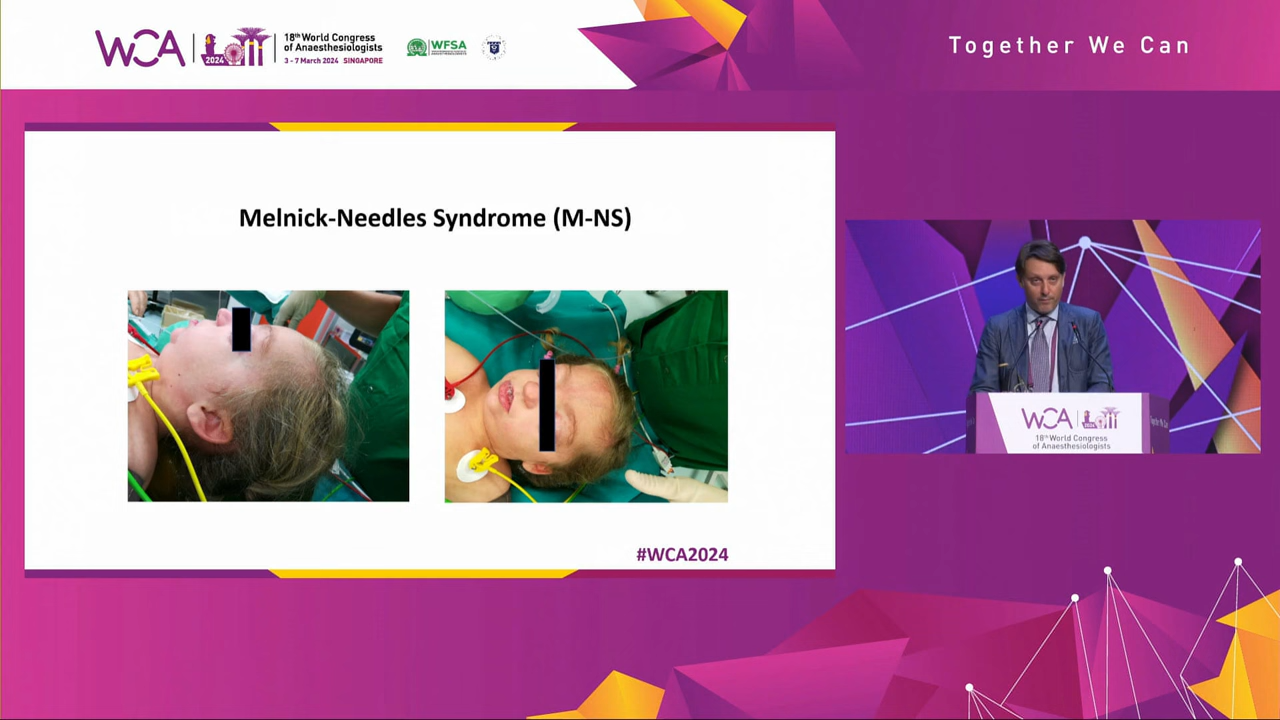 WCA
2024
18th World Congress
of Anaesthesiologists
3 - 7 March 2024 SINGAPORE
WFSA
Together We Can
Melnick-Needles Syndrome (M-NS)
#WCA2024
WCA
18th World Congress
of Anaesthesiologists